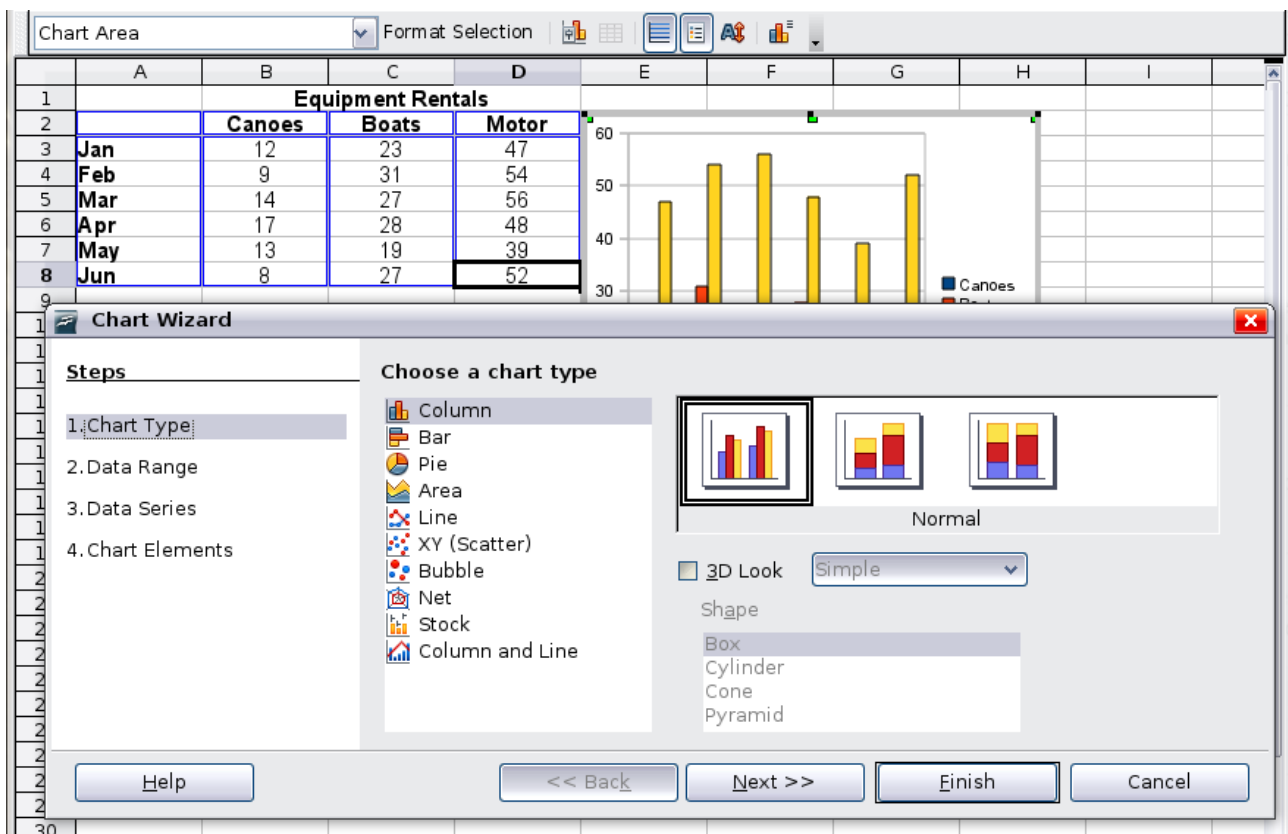 Chart Area Format Selection
A B C D E F G H I
1 Equipment Rentals
2 Canoes Boats Motor
3 Jan 12 23 47
4 Feb 9 31 54
5 Mar 14 27 56
6 Apr 17 28 48
7 May 13 19 39
8 Jun 8 27 52
9
60
50
40
30
Canoes
Chart Wizard
Steps
1.Chart Type
2.Data Range
3.Data Series
4.Chart Elements
Choose a chart type
Column
Bar
Pie
Area
Line
XY (Scatter)
Bubble
Net
Stock
Column and Line
Normal
3D Look Simple
Shape
Box
Cylinder
Cone
Pyramid
Help << Back Next >> Finish Cancel
30